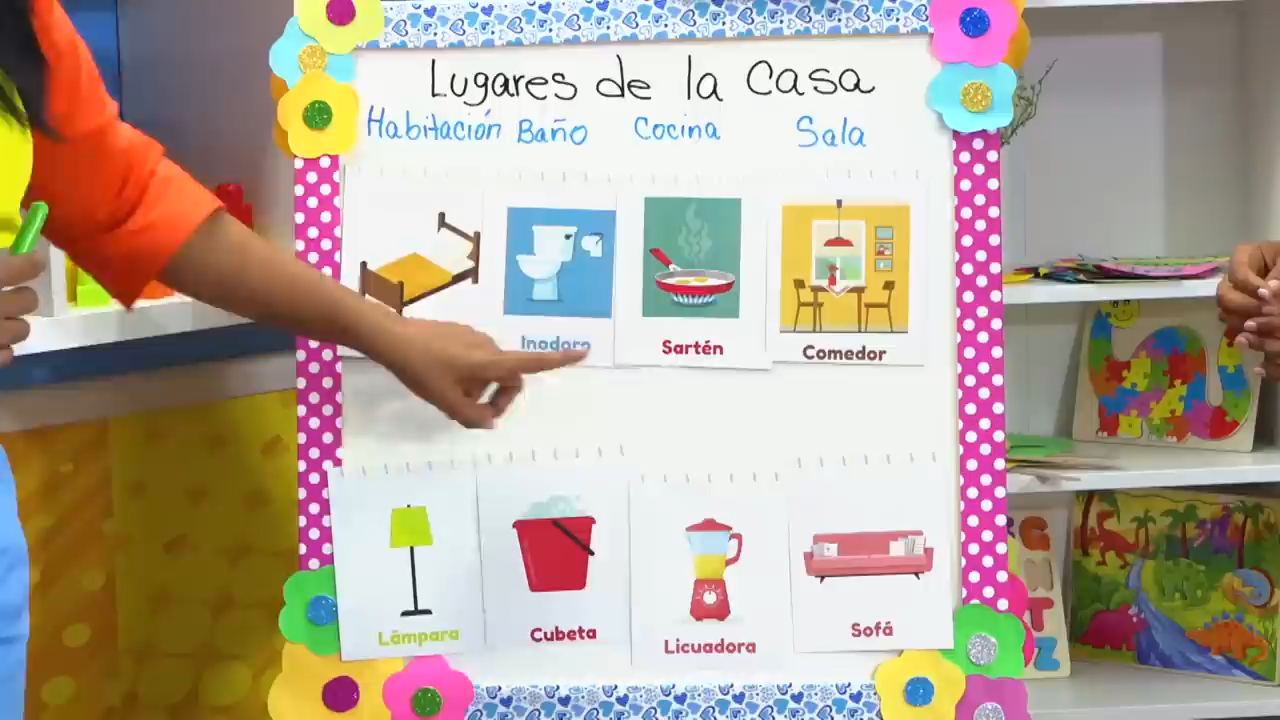 Lugares de la Casa
Habitación Baño Cocina Sala
Inodoro Sartén Comedor
Lámpara Cubeta Licuadora Sofá
G
N
T
Z